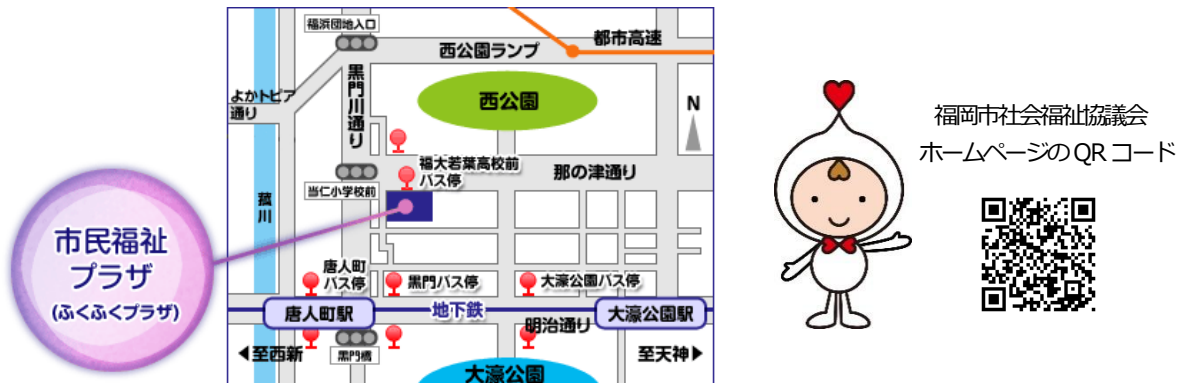 福浜団地入口
都市高速
西公園ランプ
黒門川通り
よかトピア
通り
西公園
N
福大若葉高校前
バス停
那の津通り
当仁小学校前
菰川
市民福祉
プラザ
(ふくふくプラザ)
唐人町
バス停
黒門バス停
大濠公園バス停
唐人町駅
地下鉄
大濠公園駅
明治通り
◀至西新
黒門橋
至天神▶
大濠公園
福岡市社会福祉協議会
ホームページのQRコード